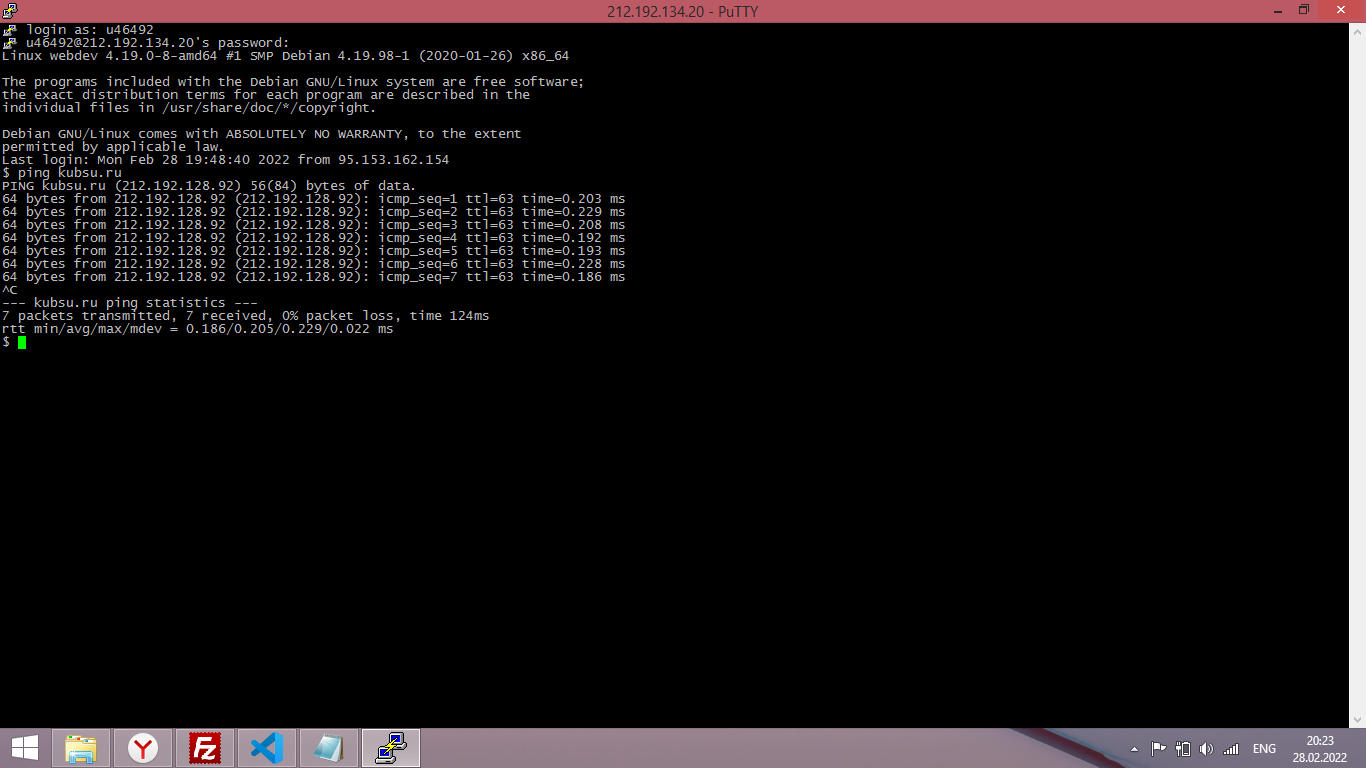 212.192.134.20 - PuTTY
login as: u46492
u46492@212.192.134.20's password:
Linux webdev 4.19.0-8-amd64 #1 SMP Debian 4.19.98-1 (2020-01-26) x86_64
The programs included with the Debian GNU/Linux system are free software;
the exact distribution terms for each program are described in the
individual files in /usr/share/doc/*/copyright.
Debian GNU/Linux comes with ABSOLUTELY NO WARRANTY, to the extent
permitted by applicable law.
Last login: Mon Feb 28 19:48:40 2022 from 95.153.162.154
$ ping kubsu.ru
PING kubsu.ru (212.192.128.92) 56(84) bytes of data.
64 bytes from 212.192.128.92 (212.192.128.92): icmp_seq=1 ttl=63 time=0.203 ms
64 bytes from 212.192.128.92 (212.192.128.92): icmp_seq=2 ttl=63 time=0.229 ms
64 bytes from 212.192.128.92 (212.192.128.92): icmp_seq=3 ttl=63 time=0.208 ms
64 bytes from 212.192.128.92 (212.192.128.92): icmp_seq=4 ttl=63 time=0.192 ms
64 bytes from 212.192.128.92 (212.192.128.92): icmp_seq=5 ttl=63 time=0.193 ms
64 bytes from 212.192.128.92 (212.192.128.92): icmp_seq=6 ttl=63 time=0.228 ms
64 bytes from 212.192.128.92 (212.192.128.92): icmp_seq=7 ttl=63 time=0.186 ms
^C
--- kubsu.ru ping statistics ---
7 packets transmitted, 7 received, 0% packet loss, time 124ms
rtt min/avg/max/mdev = 0.186/0.205/0.229/0.022 ms
$
ENG
20:23
28.02.2022